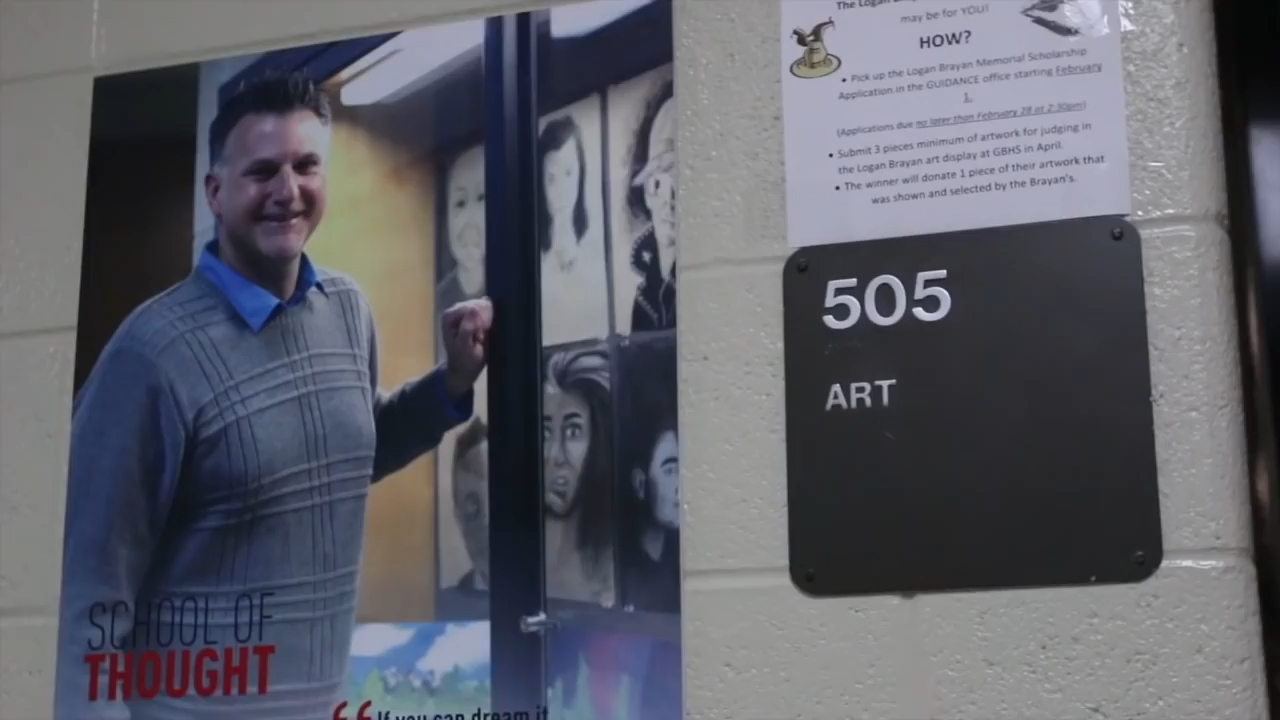 The Logan
may be for YOU!
HOW?
• Pick up the Logan Brayan Memorial Scholarship
Application in the GUIDANCE office starting February
1.
(Applications due no later than February 28 at 2:30pm)
• Submit 3 pieces minimum of artwork for judging in
the Logan Brayan art display at GBHS in April.
• The winner will donate 1 piece of their artwork that
was shown and selected by the Brayan's.
505
ART
SCHOOL OF
THOUGHT
“If you can dream it